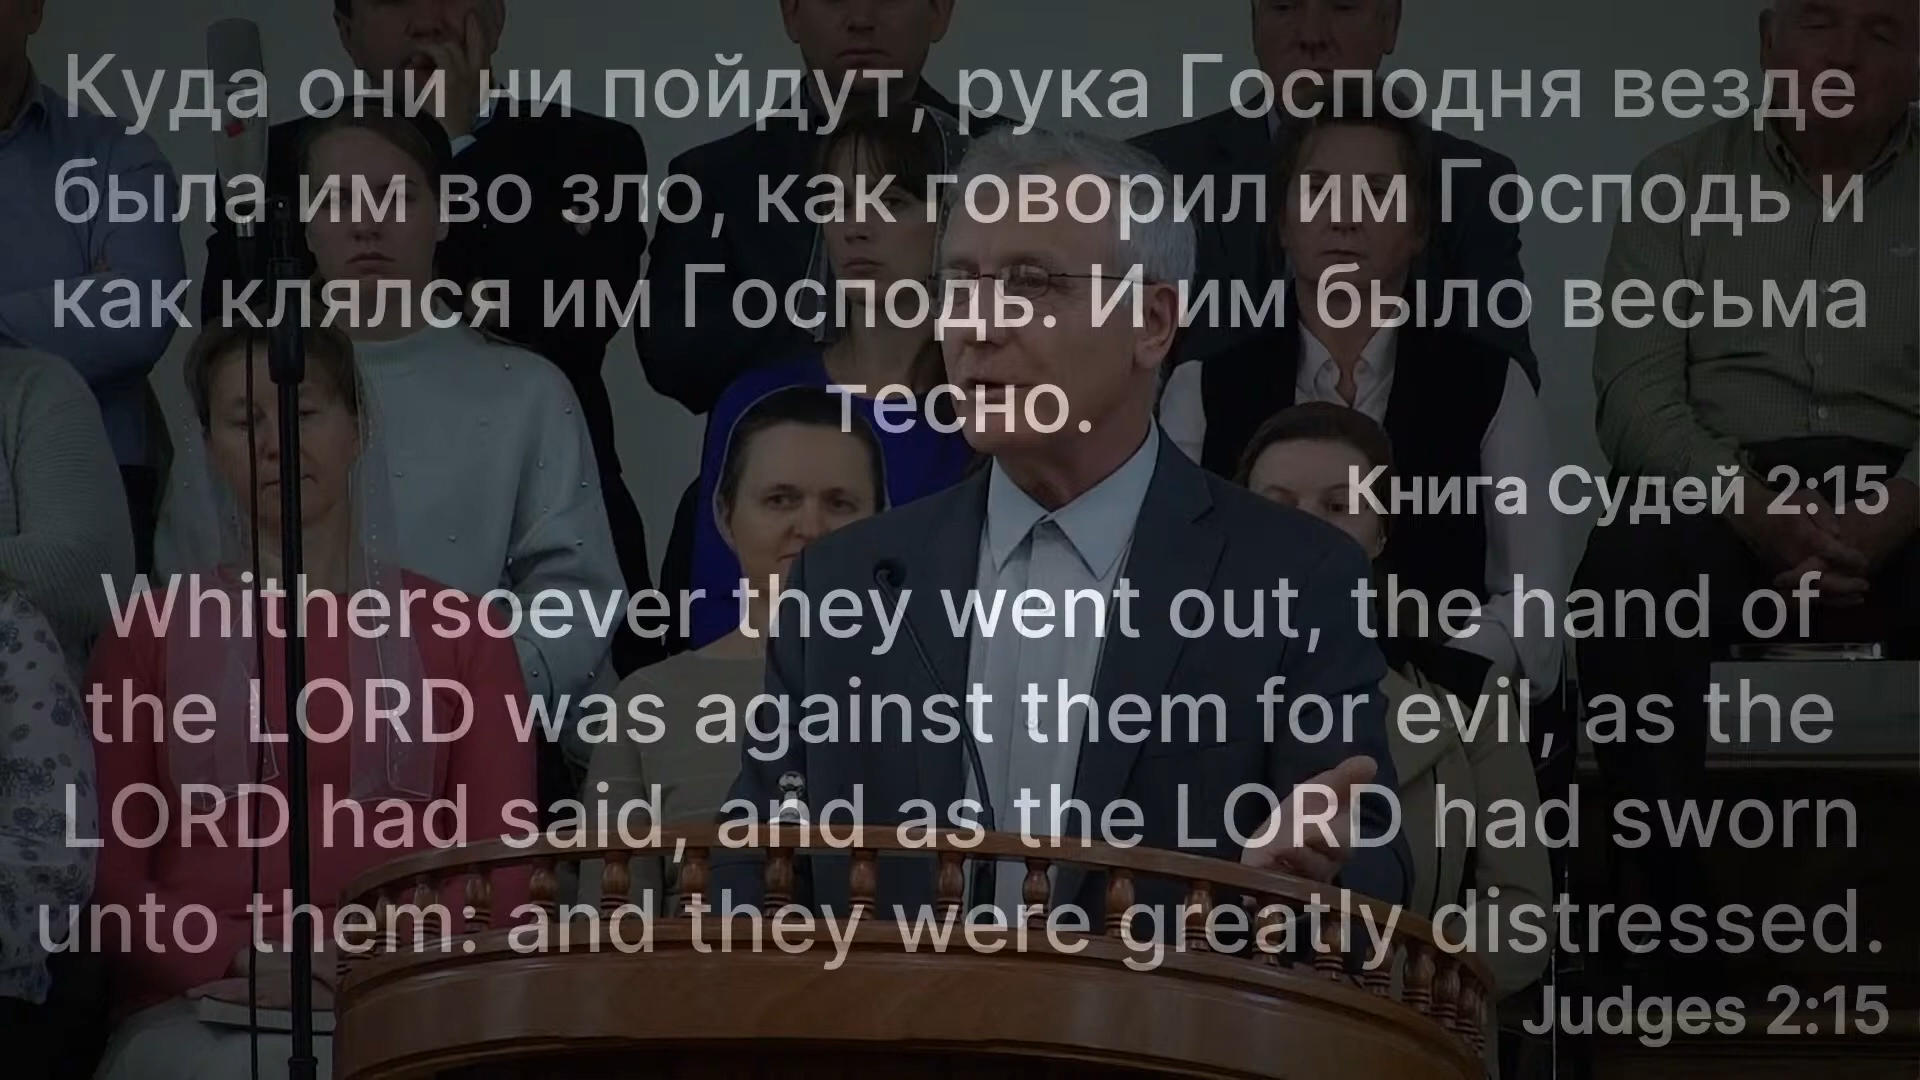 Куда они ни пойдут, рука Господня везде
была им во зло, как говорил им Господь и
как клялся им Господь. И им было весьма
тесно.
Книга Судей 2:15
Whithersoever they went out, the hand of
the LORD was against them for evil, as the
LORD had said, and as the LORD had sworn
unto them: and they were greatly distressed.
Judges 2:15